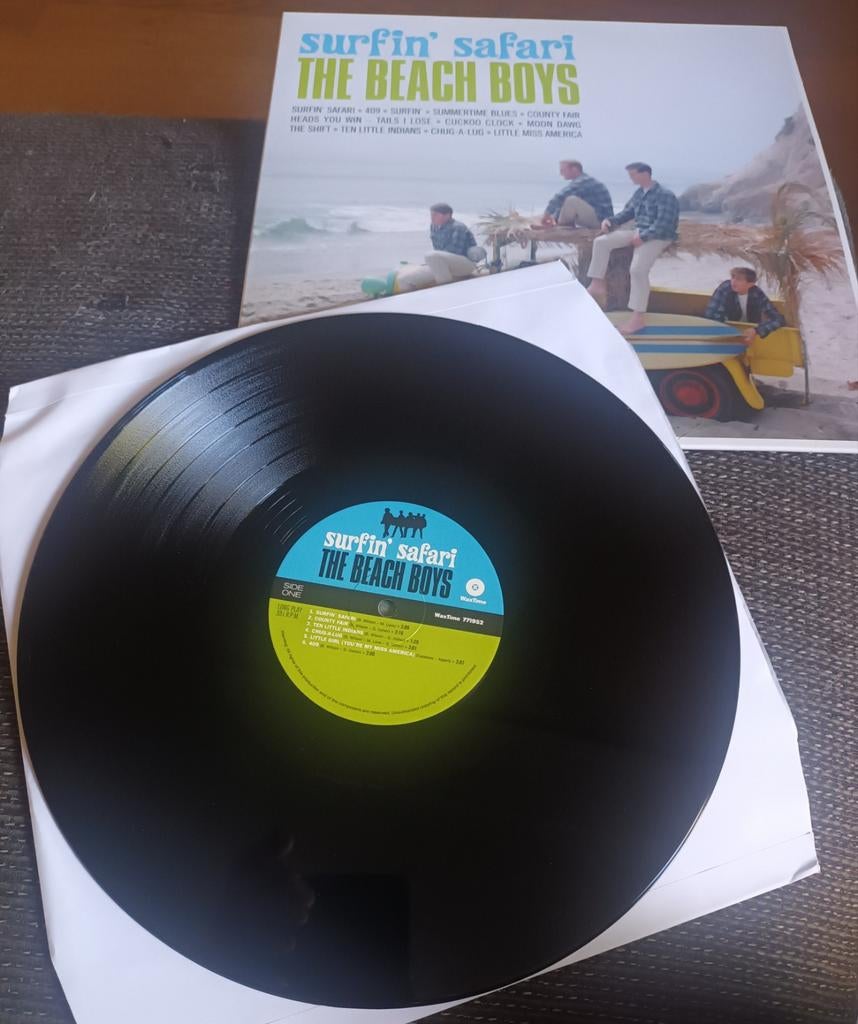 surfin' safari
THE BEACH BOYS
SURFIN' SAFARI • 409 • SURFIN' • SUMMERTIME BLUES • COUNTY FAIR
HEADS YOU WIN - TAILS I LOSE • CUCKOO CLOCK • MOON DAWG
THE SHIFT • TEN LITTLE INDIANS • CHUG-A-LUG • LITTLE MISS AMERICA
surfin' safari
THE BEACH BOYS
SIDE
ONE
WaxTime
WaxTime 771952
LONG PLAY
33⅓ R.P.M.
1. SURFIN' SAFARI
2. COUNTY FAIR
3. TEN LITTLE INDIANS
4. CHUG-A-LUG
5. LITTLE GIRL (YOU'RE MY MISS AMERICA)
6. 409